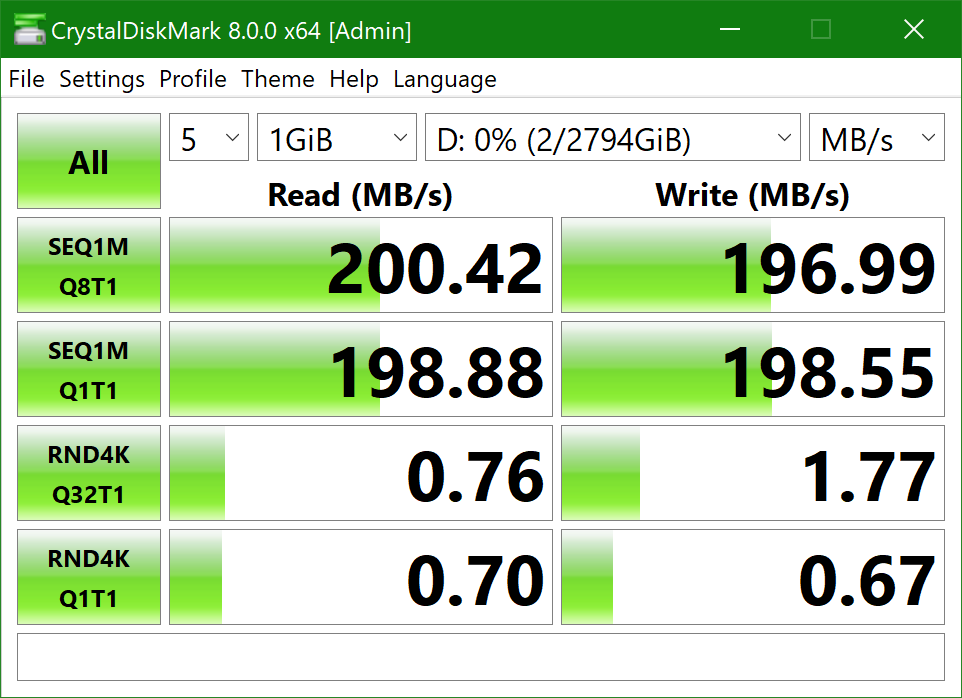 CrystalDiskMark 8.0.0 x64 [Admin]
File Settings Profile Theme Help Language
All 5 1GiB D: 0% (2/2794GiB) MB/s
Read (MB/s) Write (MB/s)
SEQ1M
Q8T1 200.42 196.99
SEQ1M
Q1T1 198.88 198.55
RND4K
Q32T1 0.76 1.77
RND4K
Q1T1 0.70 0.67